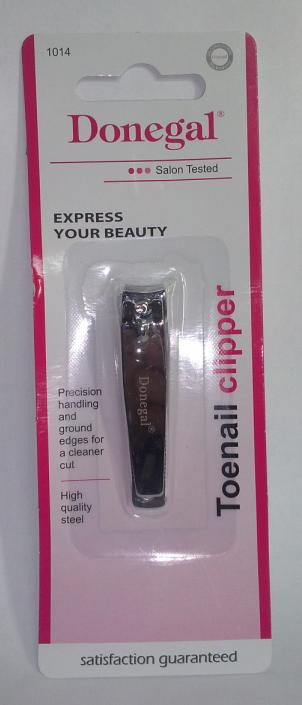 1014
Donegal®
Salon Tested
EXPRESS
YOUR BEAUTY
Toenail clipper
Donegal®
Precision
handling
and
ground
edges for
a cleaner
cut
High
quality
steel
satisfaction guaranteed